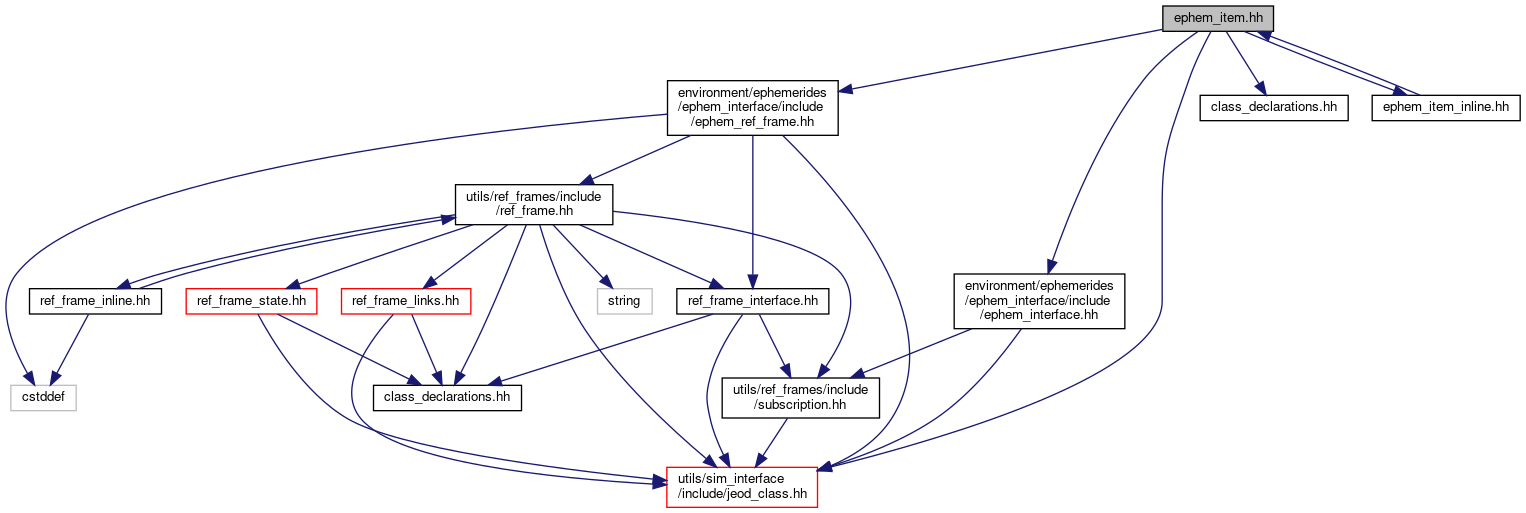 ephem_item.hh
environment/ephemerides
/ephem_interface/include
/ephem_ref_frame.hh
class_declarations.hh
ephem_item_inline.hh
utils/ref_frames/include
/ref_frame.hh
ref_frame_inline.hh
ref_frame_state.hh
ref_frame_links.hh
string
ref_frame_interface.hh
environment/ephemerides
/ephem_interface/include
/ephem_interface.hh
cstddef
class_declarations.hh
utils/ref_frames/include
/subscription.hh
utils/sim_interface
/include/jeod_class.hh